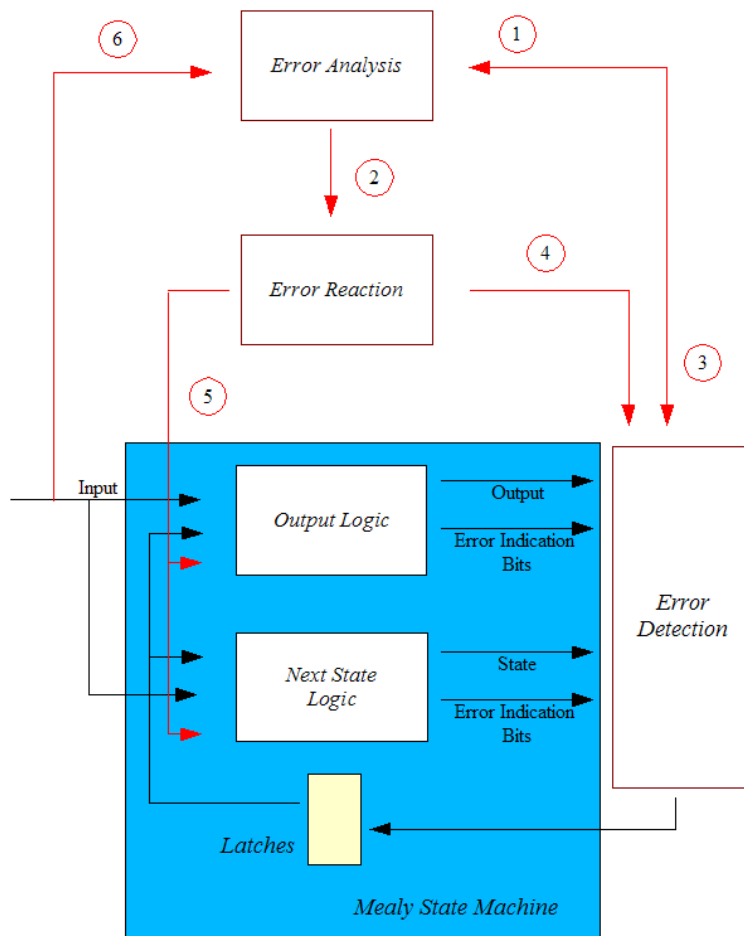 6
1
Error Analysis
2
4
Error Reaction
3
5
Input
Output Logic
Output
Error Indication
Bits
Error
Detection
Next State
Logic
State
Error Indication
Bits
Latches
Mealy State Machine